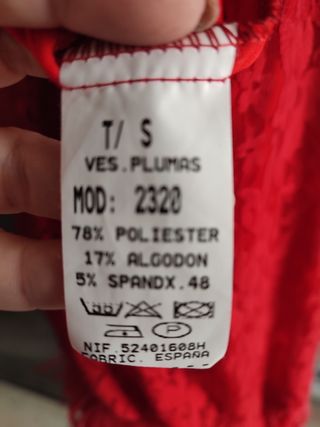 T/ S
VES.PLUMAS
MOD: 2320
78% POLIESTER
17% ALGODON
5% SPANDX.48
NIF.52401608H
FABRIC. ESPAÑA